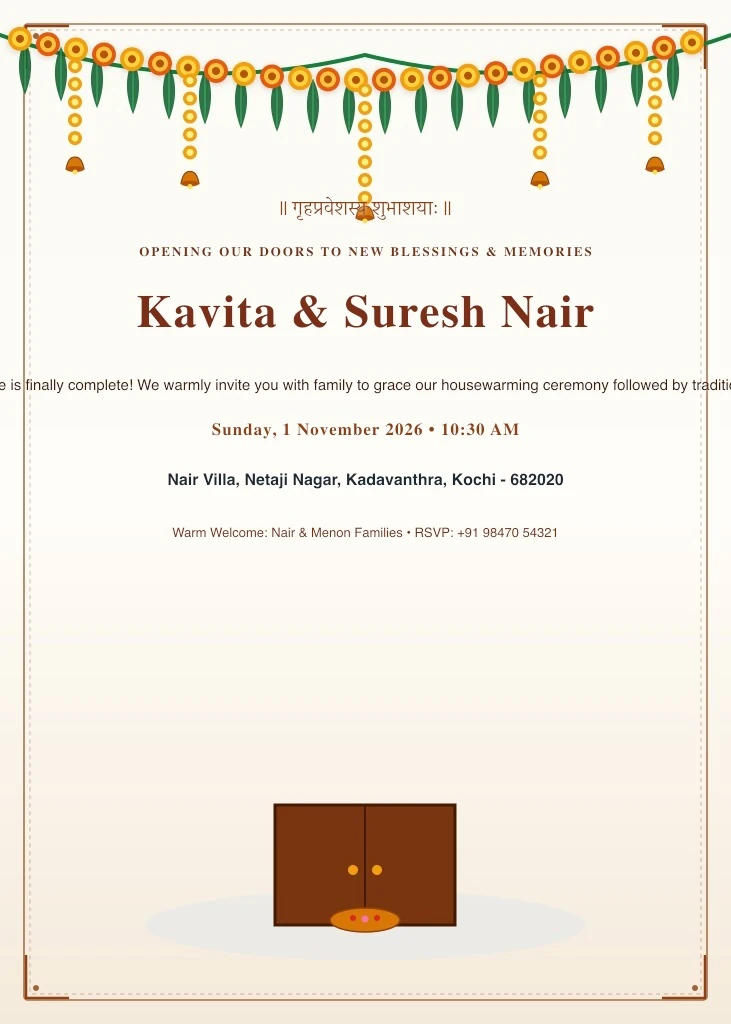 ॥ गृहप्रवेशस्य शुभाशयाः ॥
OPENING OUR DOORS TO NEW BLESSINGS & MEMORIES
Kavita & Suresh Nair
is finally complete! We warmly invite you with family to grace our housewarming ceremony followed by
Sunday, 1 November 2026 • 10:30 AM
Nair Villa, Netaji Nagar, Kadavanthra, Kochi - 682020
Warm Welcome: Nair & Menon Families • RSVP: +91 98470 54321